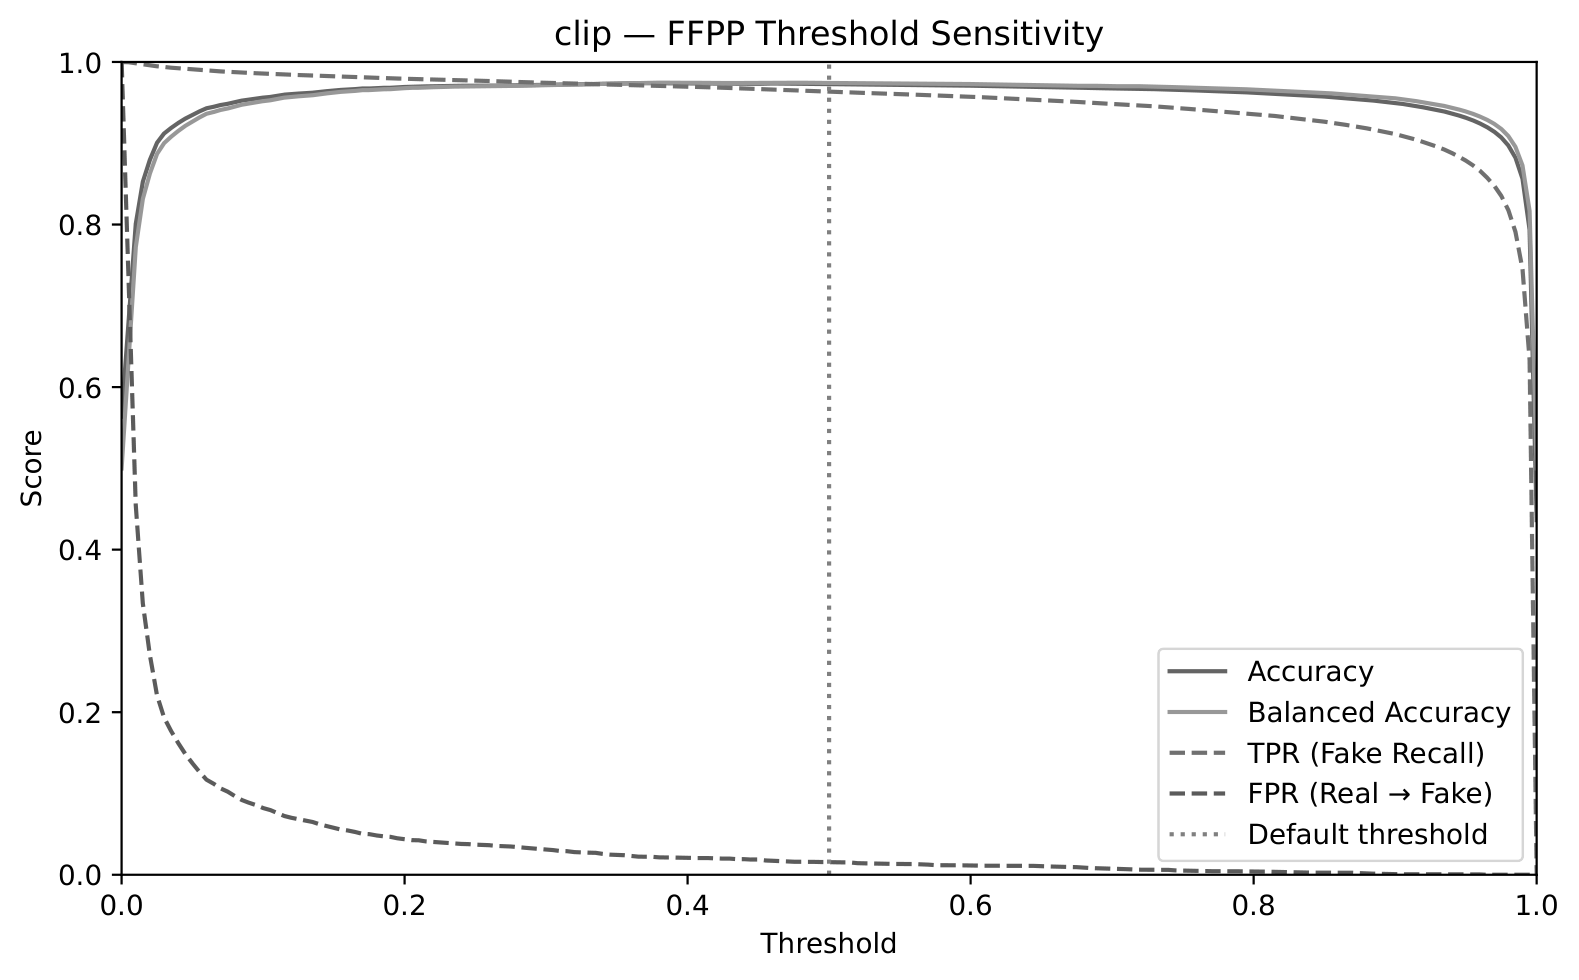 clip — FFPP Threshold Sensitivity
1.0
0.8
0.6
0.4
0.2
0.0
Score
0.0 0.2 0.4 0.6 0.8 1.0
Threshold
Accuracy
Balanced Accuracy
TPR (Fake Recall)
FPR (Real → Fake)
Default threshold